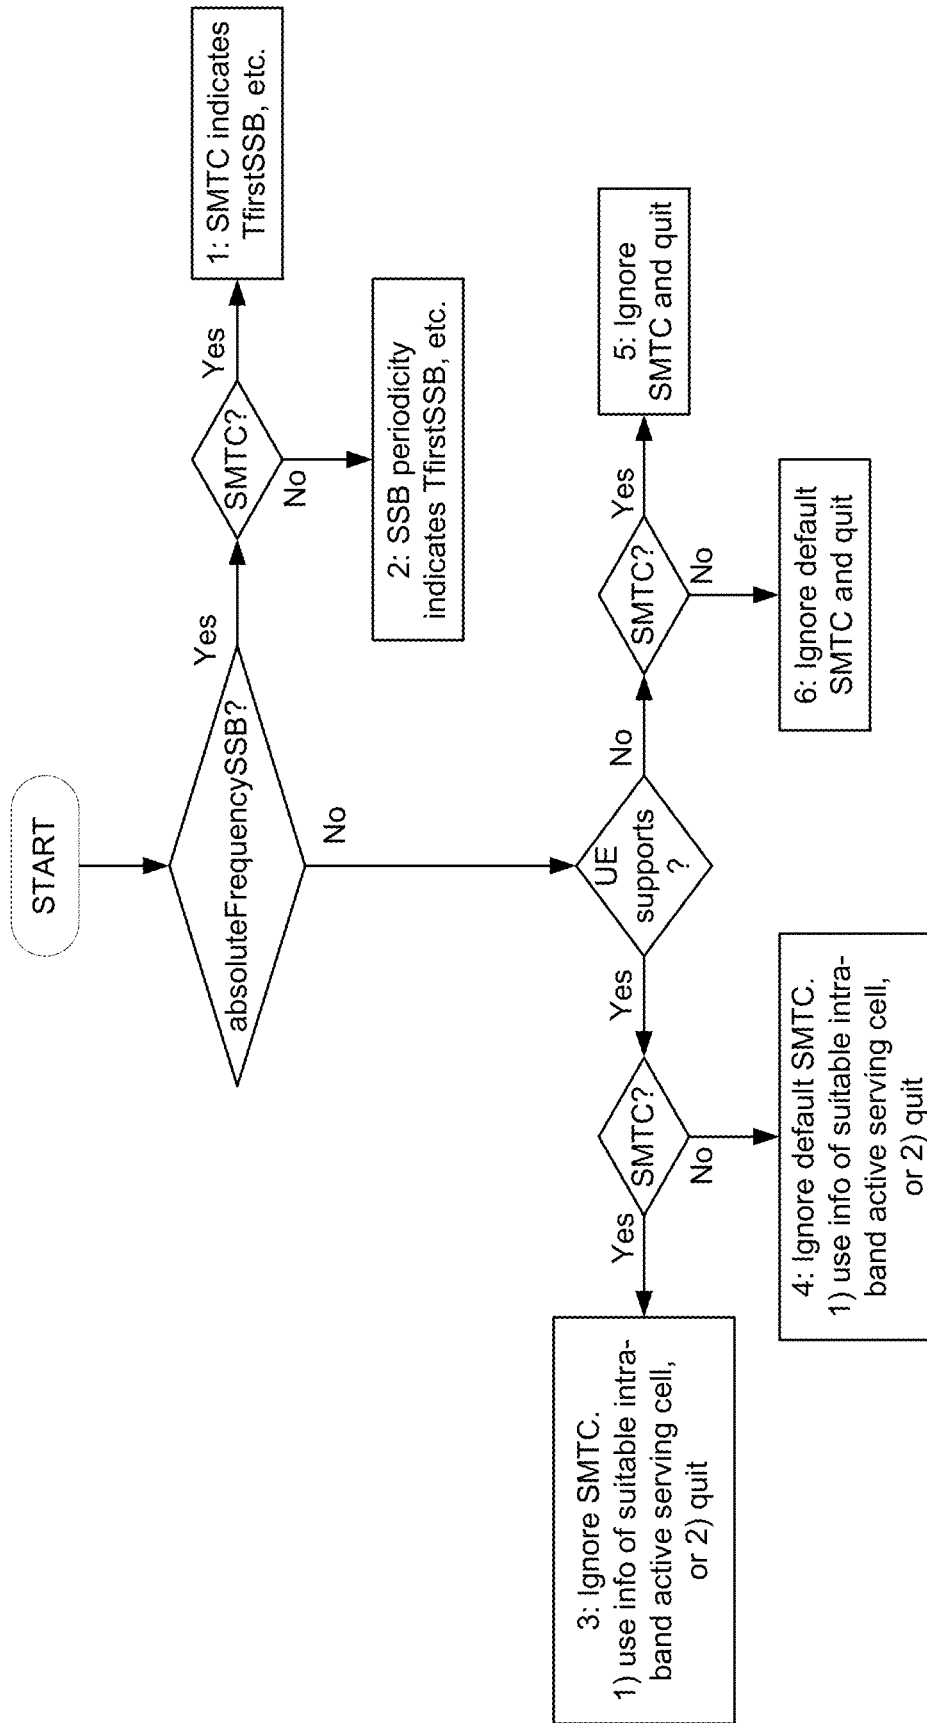 START
absoluteFrequencySSB?
Yes
SMTC?
Yes
1: SMTC indicates
TfirstSSB, etc.
No
2: SSB periodicity
indicates TfirstSSB, etc.
No
UE
supports
?
Yes
SMTC?
Yes
3: Ignore SMTC.
1) use info of suitable intra-
band active serving cell,
or 2) quit
No
4: Ignore default SMTC.
1) use info of suitable intra-
band active serving cell,
or 2) quit
No
SMTC?
Yes
5: Ignore
SMTC and quit
No
6: Ignore default
SMTC and quit